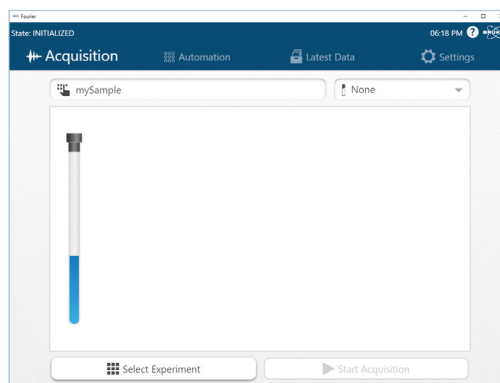 Fourier
State: INITIALIZED
06:18 PM
Acquisition
Automation
Latest Data
Settings
mySample
None
Select Experiment
Start Acquisition